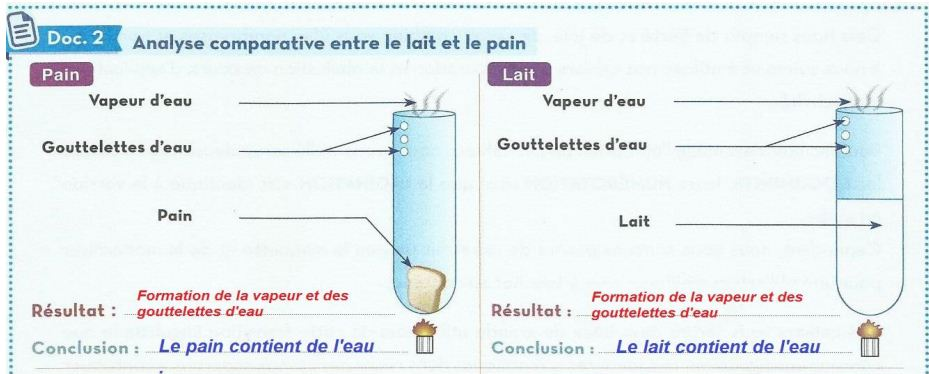 Doc. 2 Analyse comparative entre le lait et le pain
Pain
Vapeur d'eau
Gouttelettes d'eau
Pain
Résultat : Formation de la vapeur et des
gouttelettes d'eau
Conclusion : Le pain contient de l'eau
Lait
Vapeur d'eau
Gouttelettes d'eau
Lait
Résultat : Formation de la vapeur et des
gouttelettes d'eau
Conclusion : Le lait contient de l'eau